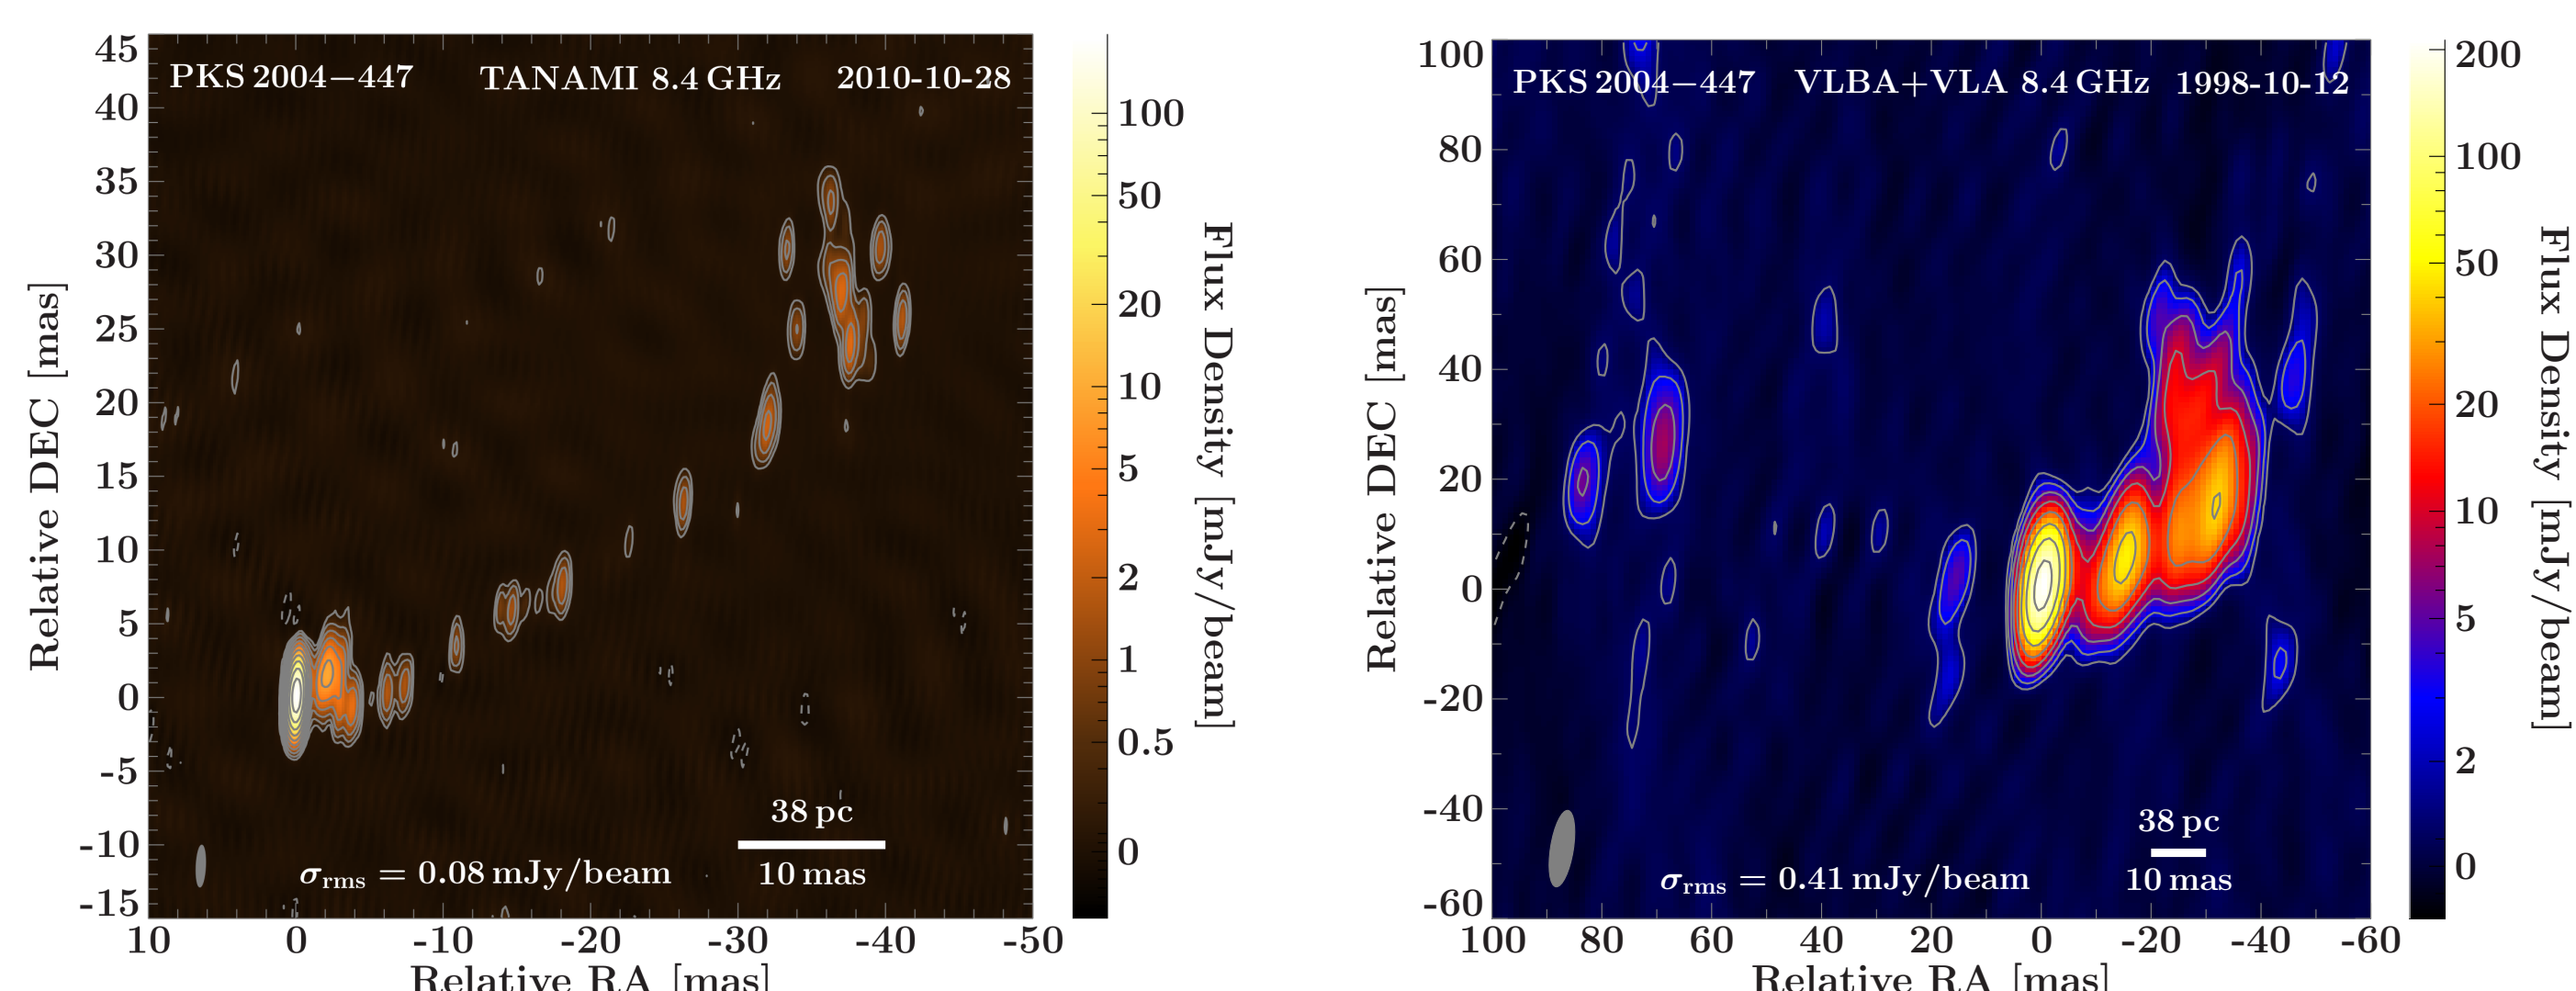 PKS 2004−447 TANAMI 8.4 GHz 2010-10-28
45
40
35
30
25
20
15
10
5
0
-5
-10
-15
Relative DEC [mas]
38 pc
10 mas
σrms = 0.08 mJy/beam
10 0 -10 -20 -30 -40 -50
Relative RA [mas]
100
50
20
10
5
2
1
0.5
0
Flux Density [mJy/beam]
PKS 2004−447 VLBA+VLA 8.4 GHz 1998-10-12
100
80
60
40
20
0
-20
-40
-60
Relative DEC [mas]
38 pc
10 mas
σrms = 0.41 mJy/beam
100 80 60 40 20 0 -20 -40 -60
Relative RA [mas]
200
100
50
20
10
5
2
0
Flux Density [mJy/beam]